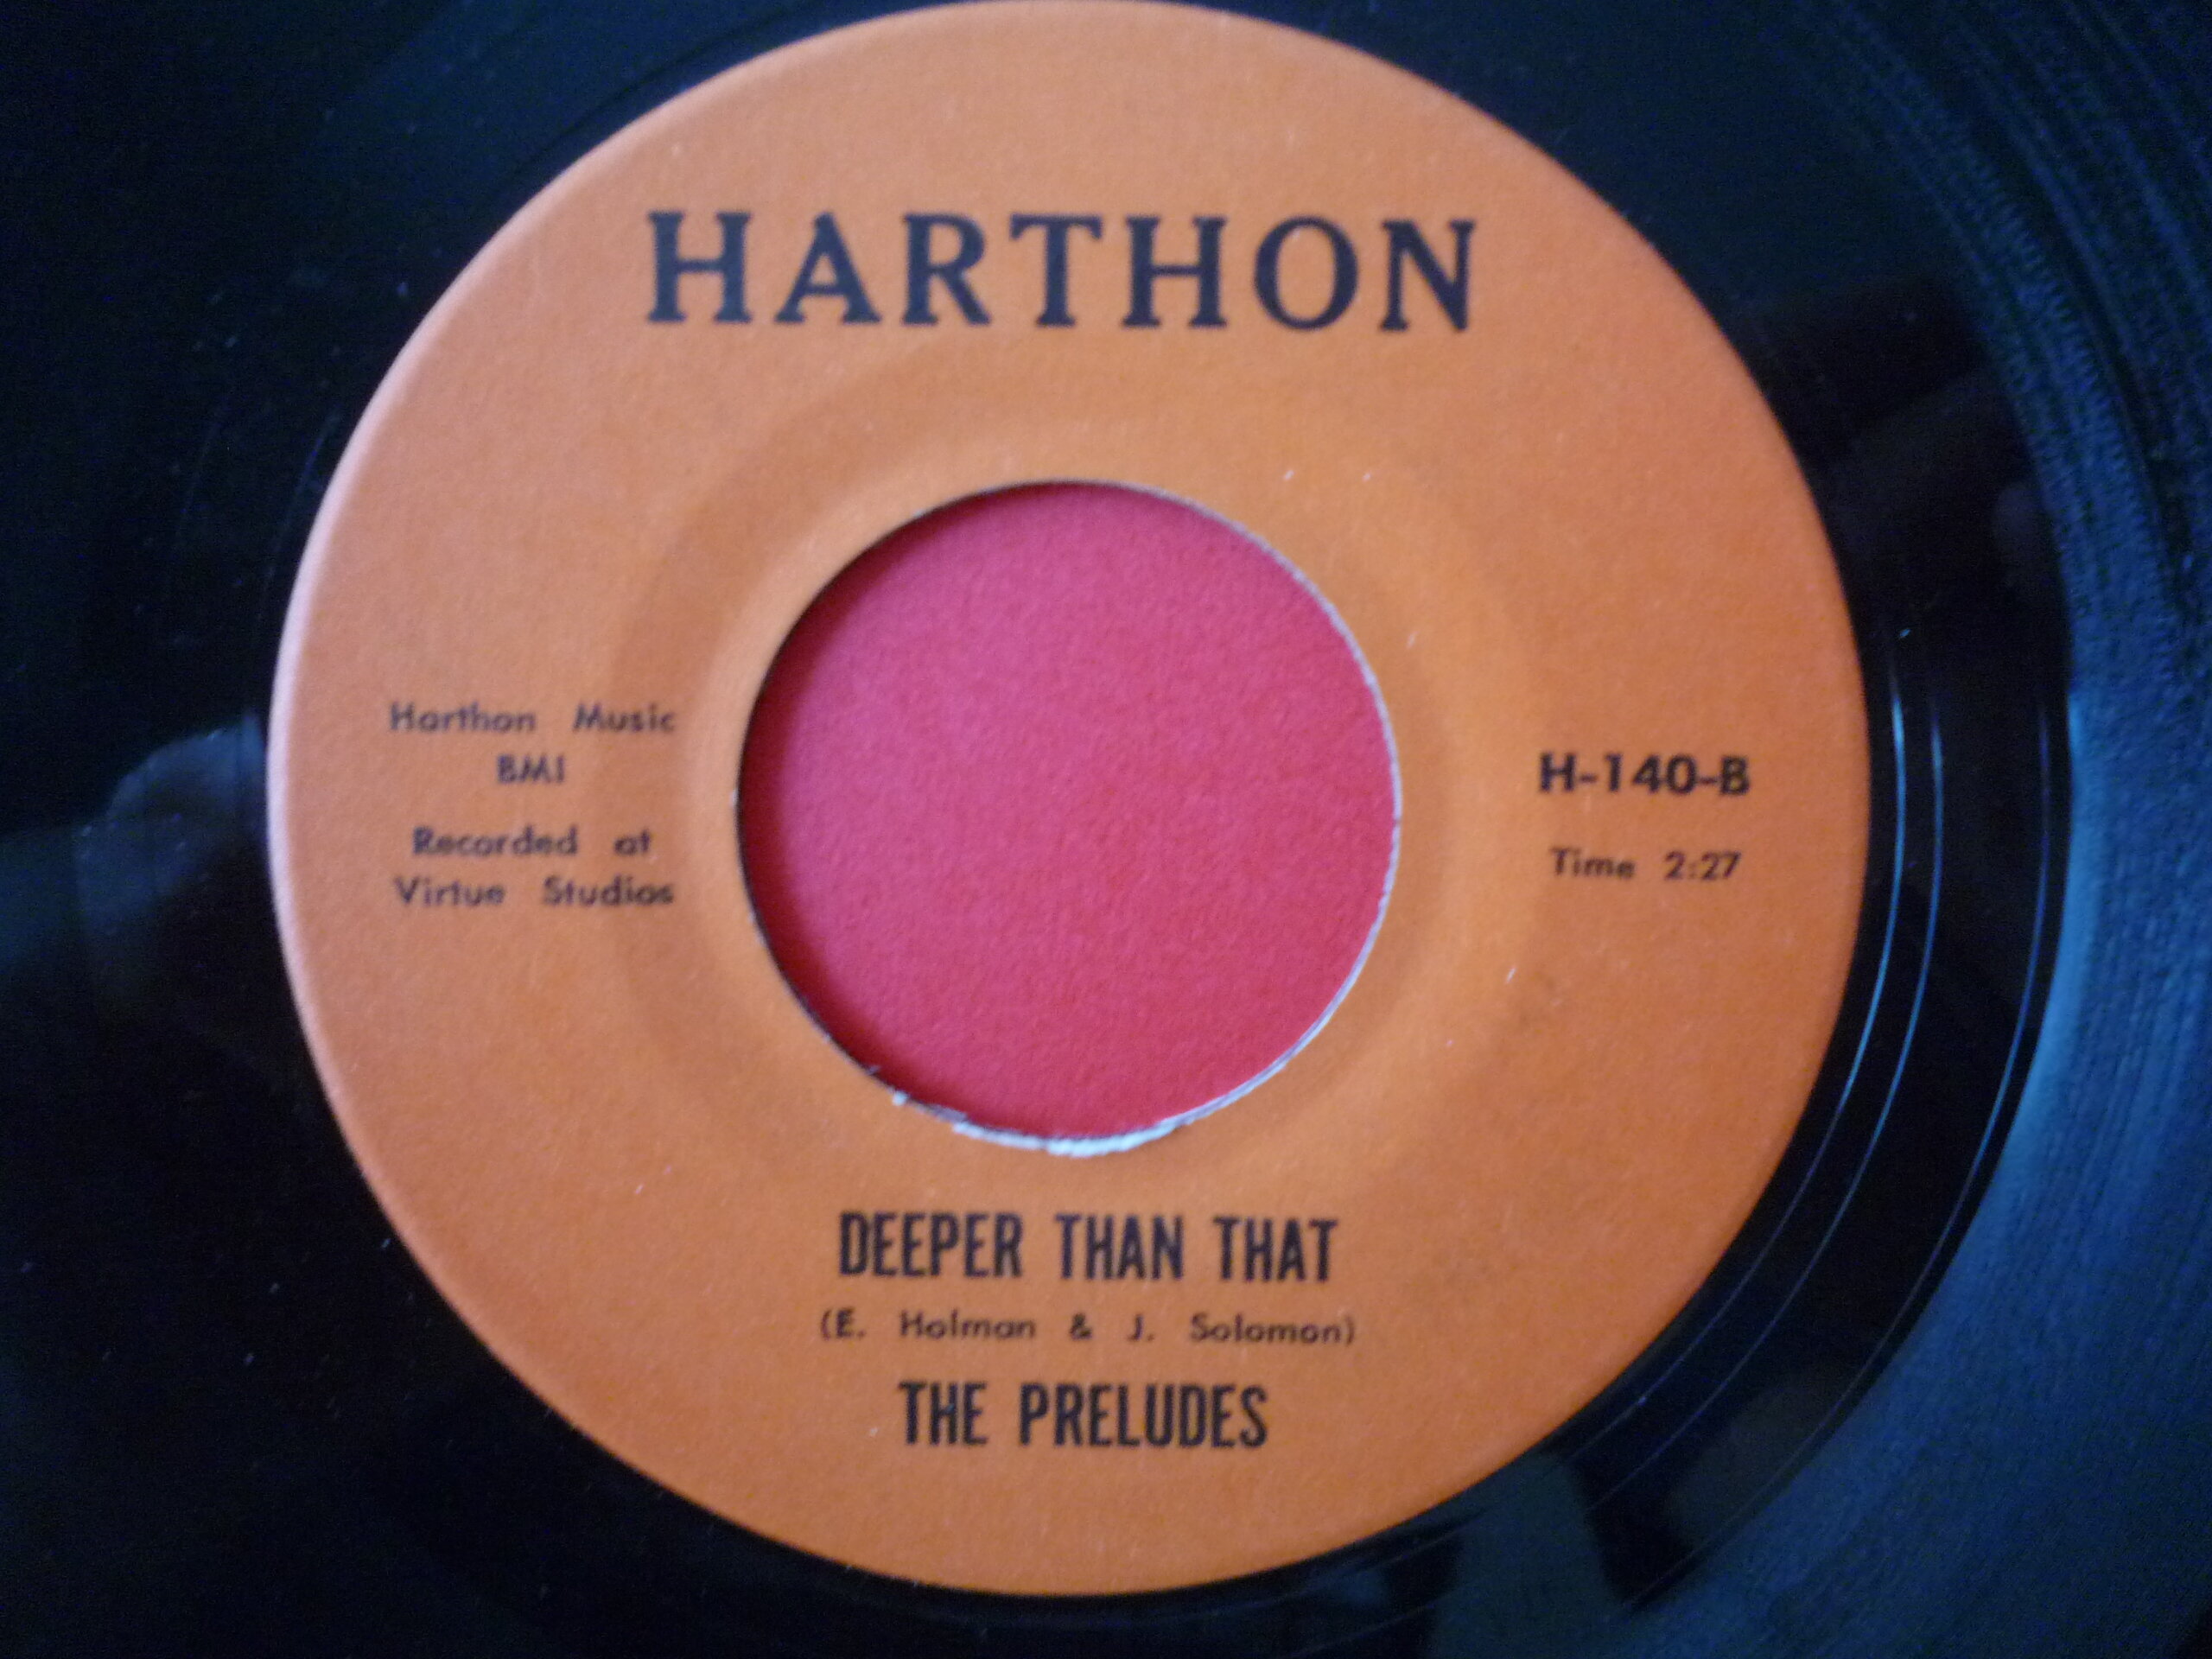 HARTHON
Harthon Music
BMI
Recorded at
Virtue Studios
H-140-B
Time 2:27
DEEPER THAN THAT
(E. Holman & J. Solomon)
THE PRELUDES